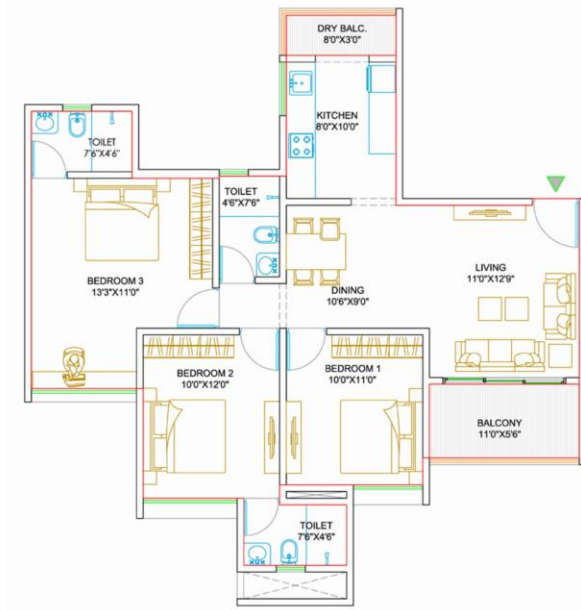 DRY BALC.
8'0"X3'0"
KITCHEN
8'0"X10'0"
TOILET
7'6"X4'6"
TOILET
4'6"X7'6"
BEDROOM 3
13'3"X11'0"
LIVING
11'0"X12'9"
DINING
10'6"X9'0"
BEDROOM 2
10'0"X12'0"
BEDROOM 1
10'0"X11'0"
BALCONY
11'0"X5'6"
TOILET
7'6"X4'6"